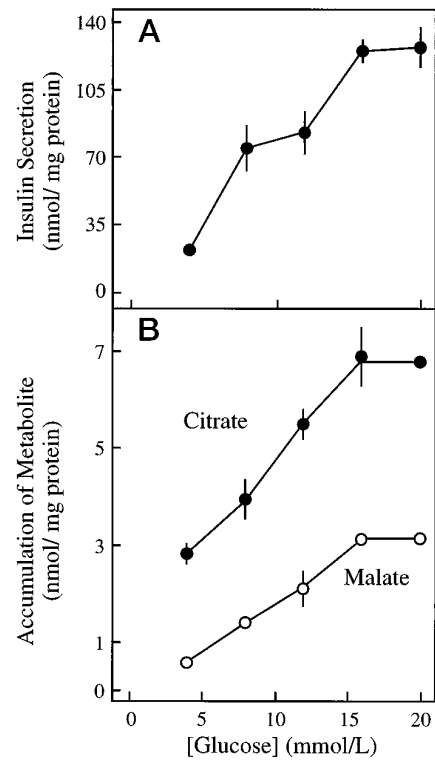 A
Insulin Secretion
(nmol/ mg protein)
140
105
70
35
0
B
Accumulation of Metabolite
(nmol/ mg protein)
7
5
3
1
0
Citrate
Malate
0 5 10 15 20
[Glucose] (mmol/L)